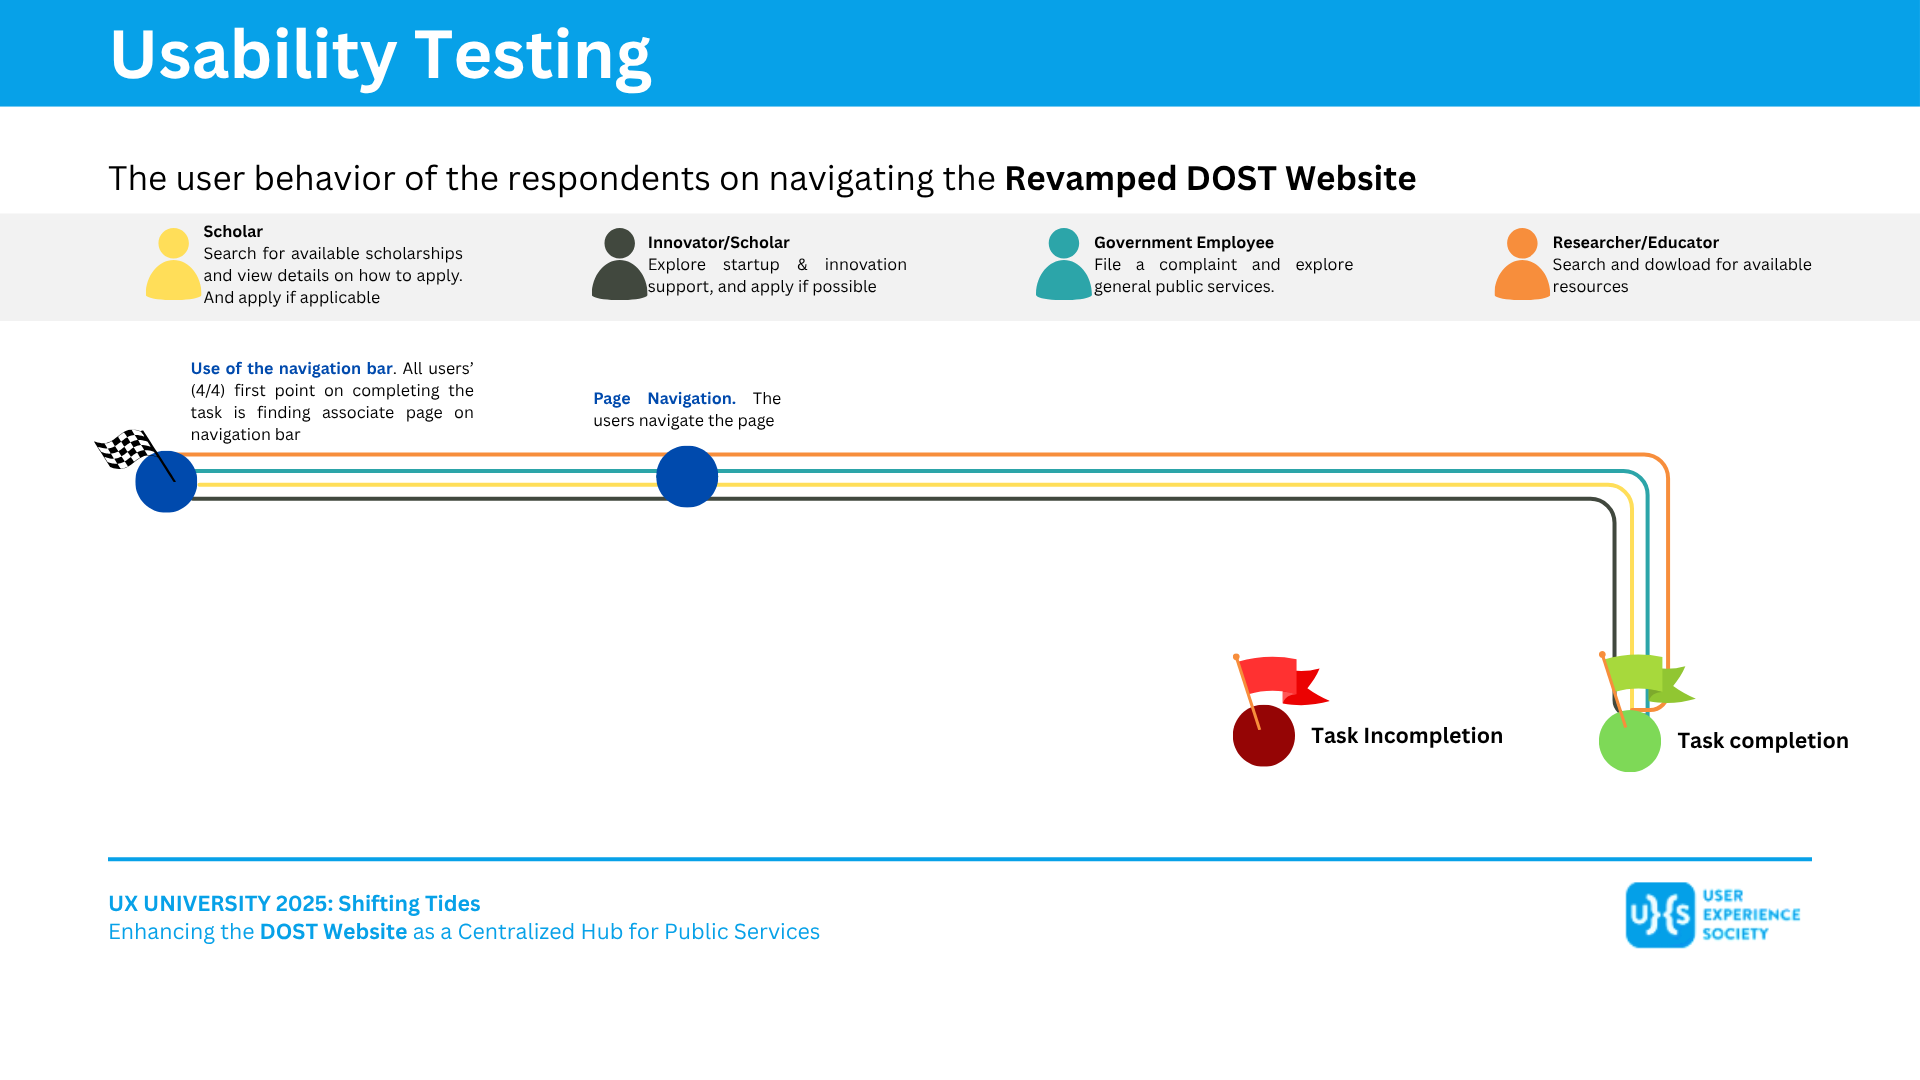 Usability Testing
The user behavior of the respondents on navigating the Revamped DOST Website
Scholar
Search for available scholarships
and view details on how to apply.
And apply if applicable
Innovator/Scholar
Explore startup & innovation
support, and apply if possible
Government Employee
File a complaint and explore
general public services.
Researcher/Educator
Search and dowload for available
resources
Use of the navigation bar. All users’
(4/4) first point on completing the
task is finding associate page on
navigation bar
Page Navigation. The
users navigate the page
Task Incompletion
Task completion
UX UNIVERSITY 2025: Shifting Tides
Enhancing the DOST Website as a Centralized Hub for Public Services
UXS
USER
EXPERIENCE
SOCIETY